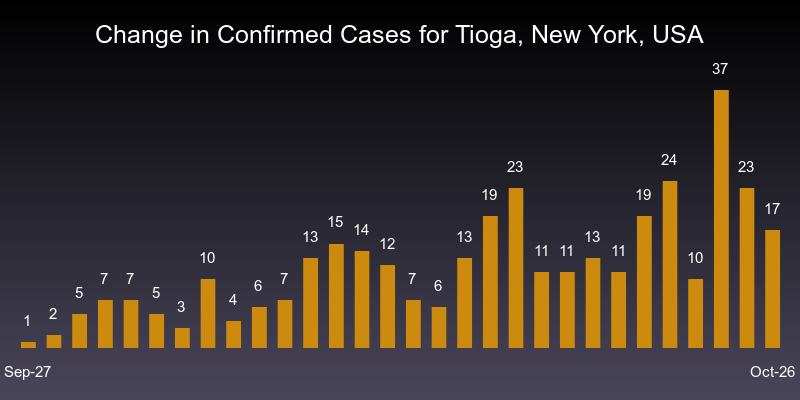 Change in Confirmed Cases for Tioga, New York, USA
1 2 5 7 7 5 3 10 4 6 7 13 15 14 12 7 6 13 19 23 11 11 13 11 19 24 10 37 23 17
Sep-27 Oct-26